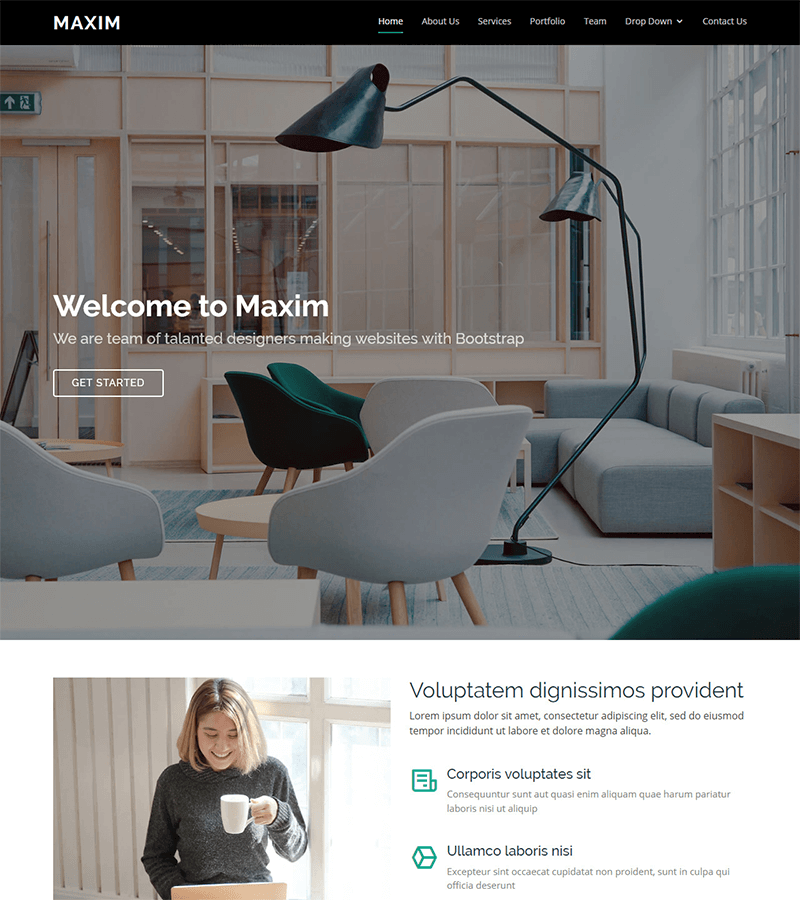 MAXIM
Home About Us Services Portfolio Team Drop Down Contact Us
Welcome to Maxim
We are team of talanted designers making websites with Bootstrap
GET STARTED
Voluptatem dignissimos provident
Lorem ipsum dolor sit amet, consectetur adipiscing elit, sed do eiusmod
tempor incididunt ut labore et dolore magna aliqua.
Corporis voluptates sit
Consequuntur sunt aut quasi enim aliquam quae harum pariatur
laboris nisi ut aliquip
Ullamco laboris nisi
Excepteur sint occaecat cupidatat non proident, sunt in culpa qui
officia deserunt